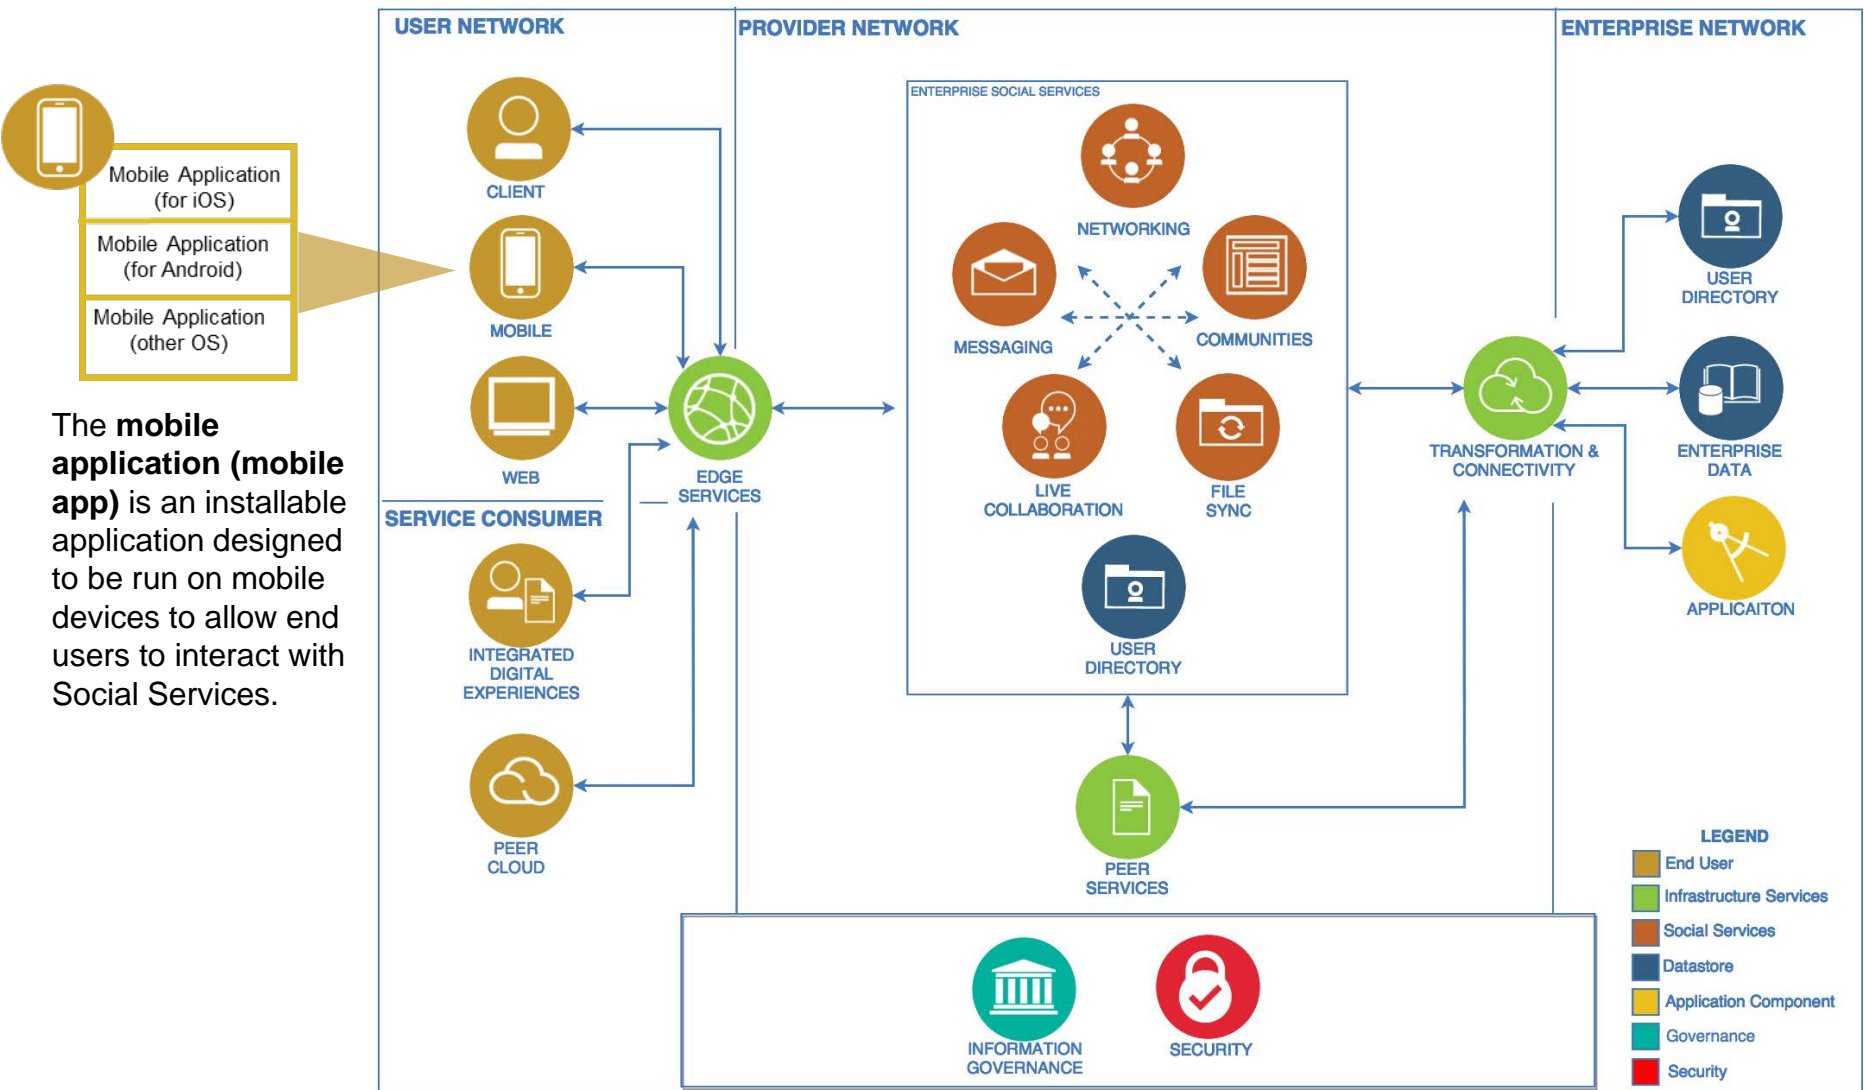 USER NETWORK
PROVIDER NETWORK
ENTERPRISE NETWORK
Mobile Application
(for iOS)
Mobile Application
(for Android)
Mobile Application
(other OS)
The mobile
application (mobile
app) is an installable
application designed
to be run on mobile
devices to allow end
users to interact with
Social Services.
CLIENT
MOBILE
WEB
EDGE
SERVICES
SERVICE CONSUMER
INTEGRATED
DIGITAL
EXPERIENCES
PEER
CLOUD
ENTERPRISE SOCIAL SERVICES
NETWORKING
MESSAGING
COMMUNITIES
LIVE
COLLABORATION
FILE
SYNC
USER
DIRECTORY
PEER
SERVICES
TRANSFORMATION &
CONNECTIVITY
USER
DIRECTORY
ENTERPRISE
DATA
APPLICAITON
INFORMATION
GOVERNANCE
SECURITY
LEGEND
End User
Infrastructure Services
Social Services
Datastore
Application Component
Governance
Security